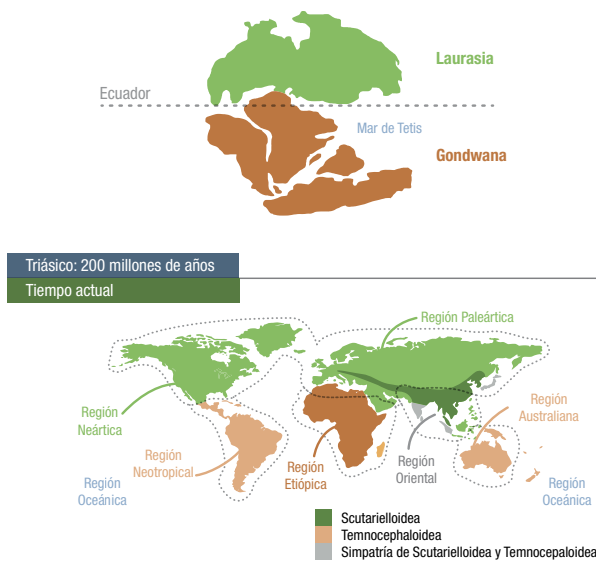 Laurasia
Ecuador
Mar de Tetis
Gondwana
Triásico: 200 millones de años
Tiempo actual
Región Paleártica
Región
Neártica
Región
Australiana
Región
Neotropical
Región
Etiópica
Región
Oriental
Región
Oceánica
Región
Oceánica
Scutarielloidea
Temnocephaloidea
Simpatría de Scutarielloidea y Temnocepaloidea